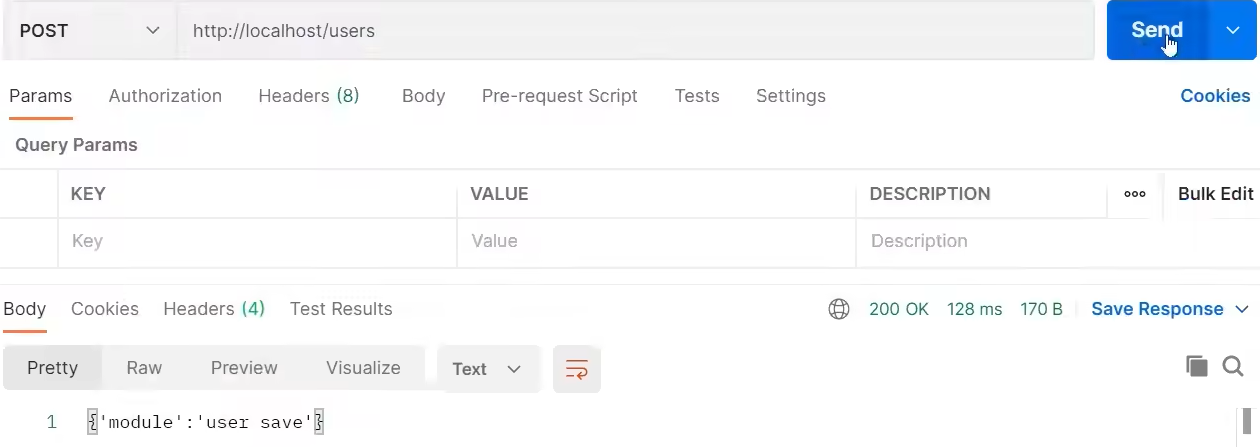 POST http://localhost/users Send
Params Authorization Headers (8) Body Pre-request Script Tests Settings Cookies
Query Params
KEY VALUE DESCRIPTION ooo Bulk Edit
Key Value Description
Body Cookies Headers (4) Test Results 200 OK 128 ms 170 B Save Response
Pretty Raw Preview Visualize Text
1 {'module':'user save'}